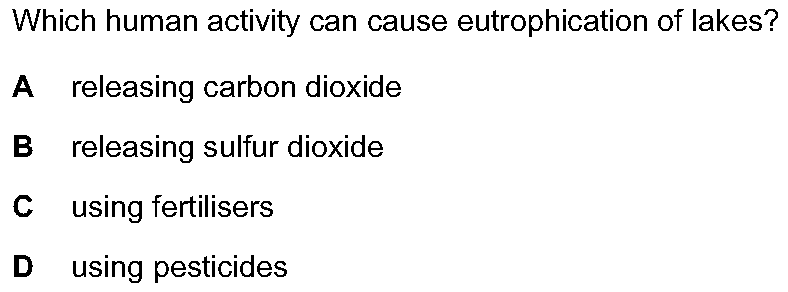 Which human activity can cause eutrophication of lakes?
A releasing carbon dioxide
B releasing sulfur dioxide
C using fertilisers
D using pesticides